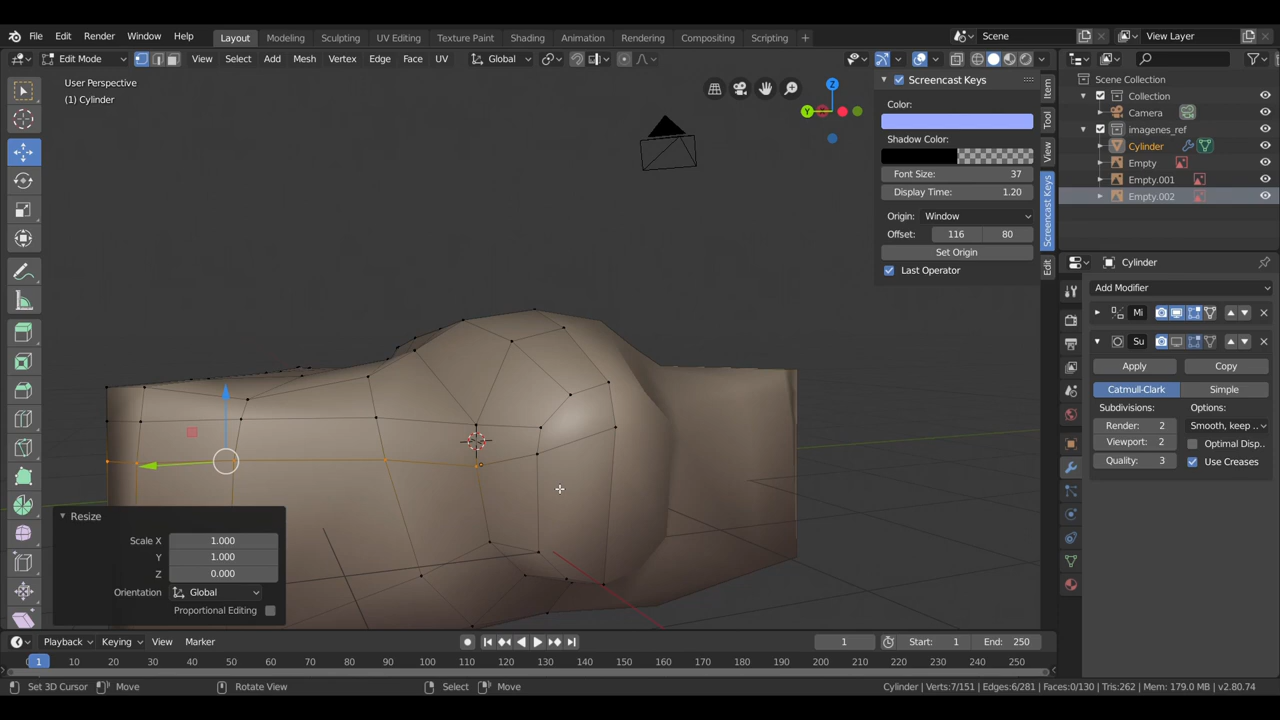 File Edit Render Window Help Layout Modeling Sculpting UV Editing Texture Paint Shading Animation Rendering Compositing Scripting + Scene View Layer
Edit Mode View Select Add Mesh Vertex Edge Face UV Global
User Perspective
(1) Cylinder
Z
Y
Screencast Keys
Color:
Shadow Color:
Font Size: 37
Display Time: 1.20
Origin: Window
Offset: 116 80
Set Origin
Last Operator
Item
Tool
View
Screencast Keys
Edit
Scene Collection
Collection
Camera
imagenes_ref
Cylinder
Empty
Empty.001
Empty.002
Cylinder
Add Modifier
Mi
Su
Apply Copy
Catmull-Clark Simple
Subdivisions: Options:
Render: 2 Smooth, keep ..
Viewport: 2 Optimal Disp..
Quality: 3 Use Creases
Resize
Scale X 1.000
Y 1.000
Z 0.000
Orientation Global
Proportional Editing
Playback Keying View Marker 1 Start: 1 End: 250
1 10 20 30 40 50 60 70 80 90 100 110 120 130 140 150 160 170 180 190 200 210 220 230 240 250
Set 3D Cursor Move Rotate View Select Move Cylinder | Verts:7/151 | Edges:6/281 | Faces:0/130 | Tris:262 | Mem: 179.0 MB | v2.80.74